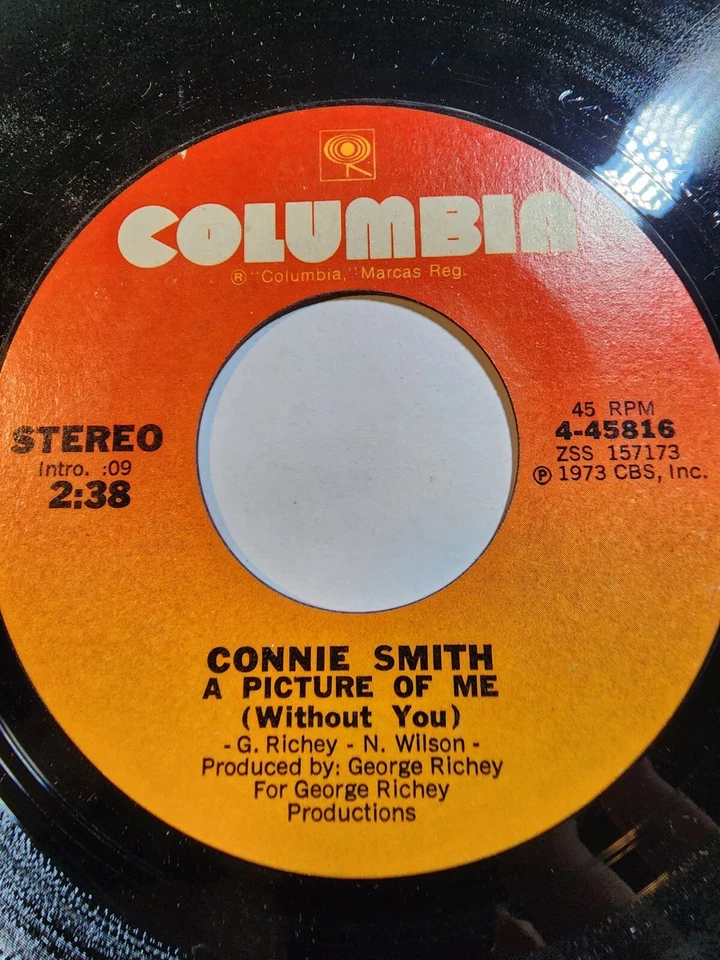 COLUMBIA
® "Columbia," Marcas Reg.
STEREO
Intro. :09
2:38
45 RPM
4-45816
ZSS 157173
℗ 1973 CBS, Inc.
CONNIE SMITH
A PICTURE OF ME
(Without You)
- G. Richey - N. Wilson -
Produced by: George Richey
For George Richey
Productions